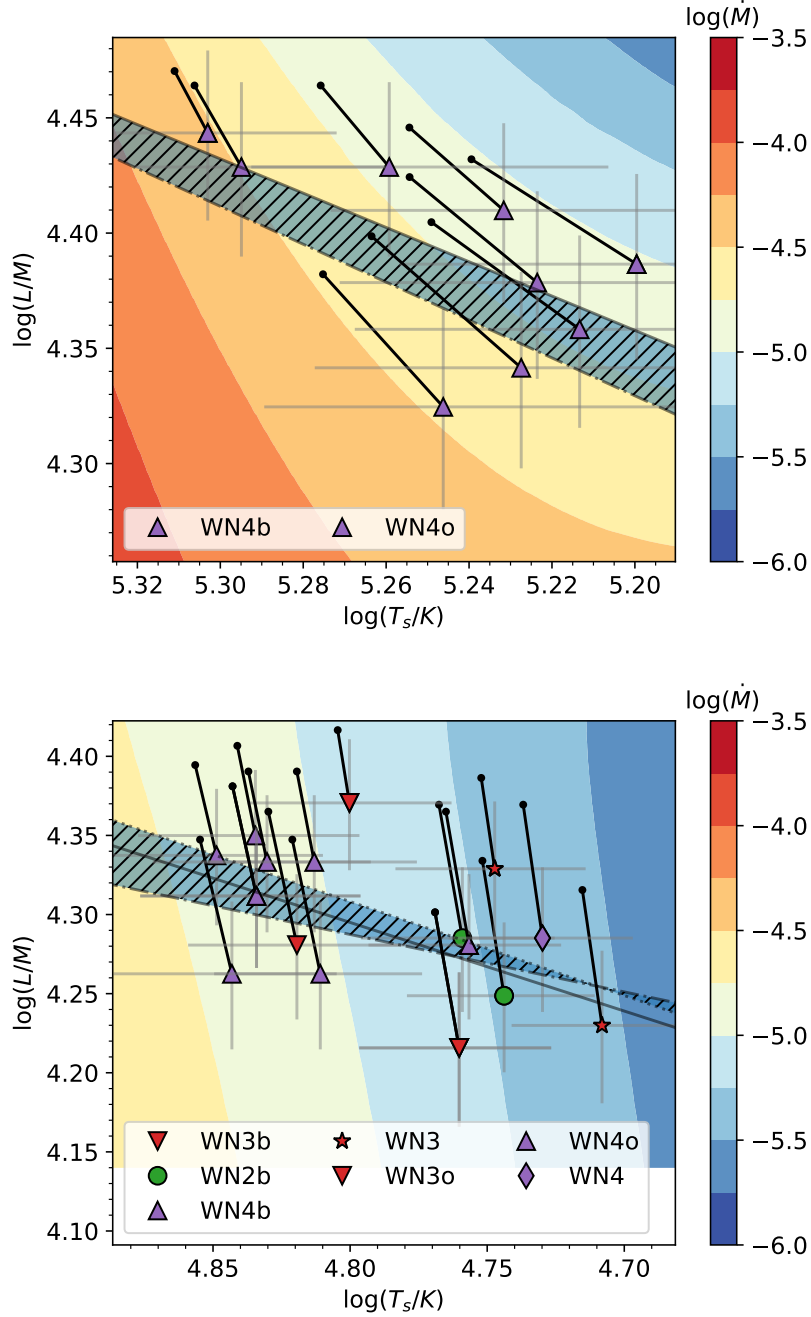 log(Ṁ)
−3.5
−4.0
−4.5
−5.0
−5.5
−6.0
log(L/M)
4.45
4.40
4.35
4.30
WN4b WN4o
5.32 5.30 5.28 5.26 5.24 5.22 5.20
log(Tₛ/K)
log(Ṁ)
−3.5
−4.0
−4.5
−5.0
−5.5
−6.0
log(L/M)
4.40
4.35
4.30
4.25
4.20
4.15
4.10
WN3b WN3 WN4o
WN2b WN3o WN4
WN4b
4.85 4.80 4.75 4.70
log(Tₛ/K)